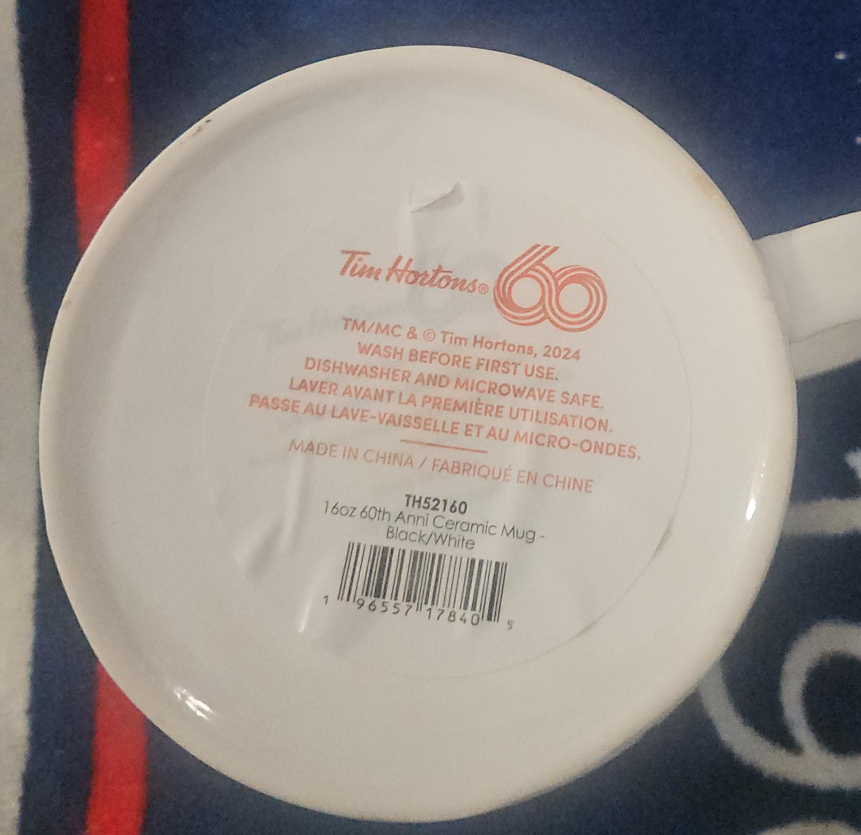 Tim Hortons® 60
TM/MC & © Tim Hortons, 2024
WASH BEFORE FIRST USE.
DISHWASHER AND MICROWAVE SAFE.
LAVER AVANT LA PREMIÈRE UTILISATION.
PASSE AU LAVE-VAISSELLE ET AU MICRO-ONDES.
MADE IN CHINA / FABRIQUÉ EN CHINE
TH52160
16oz 60th Anni Ceramic Mug -
Black/White
1 96557 17840 5